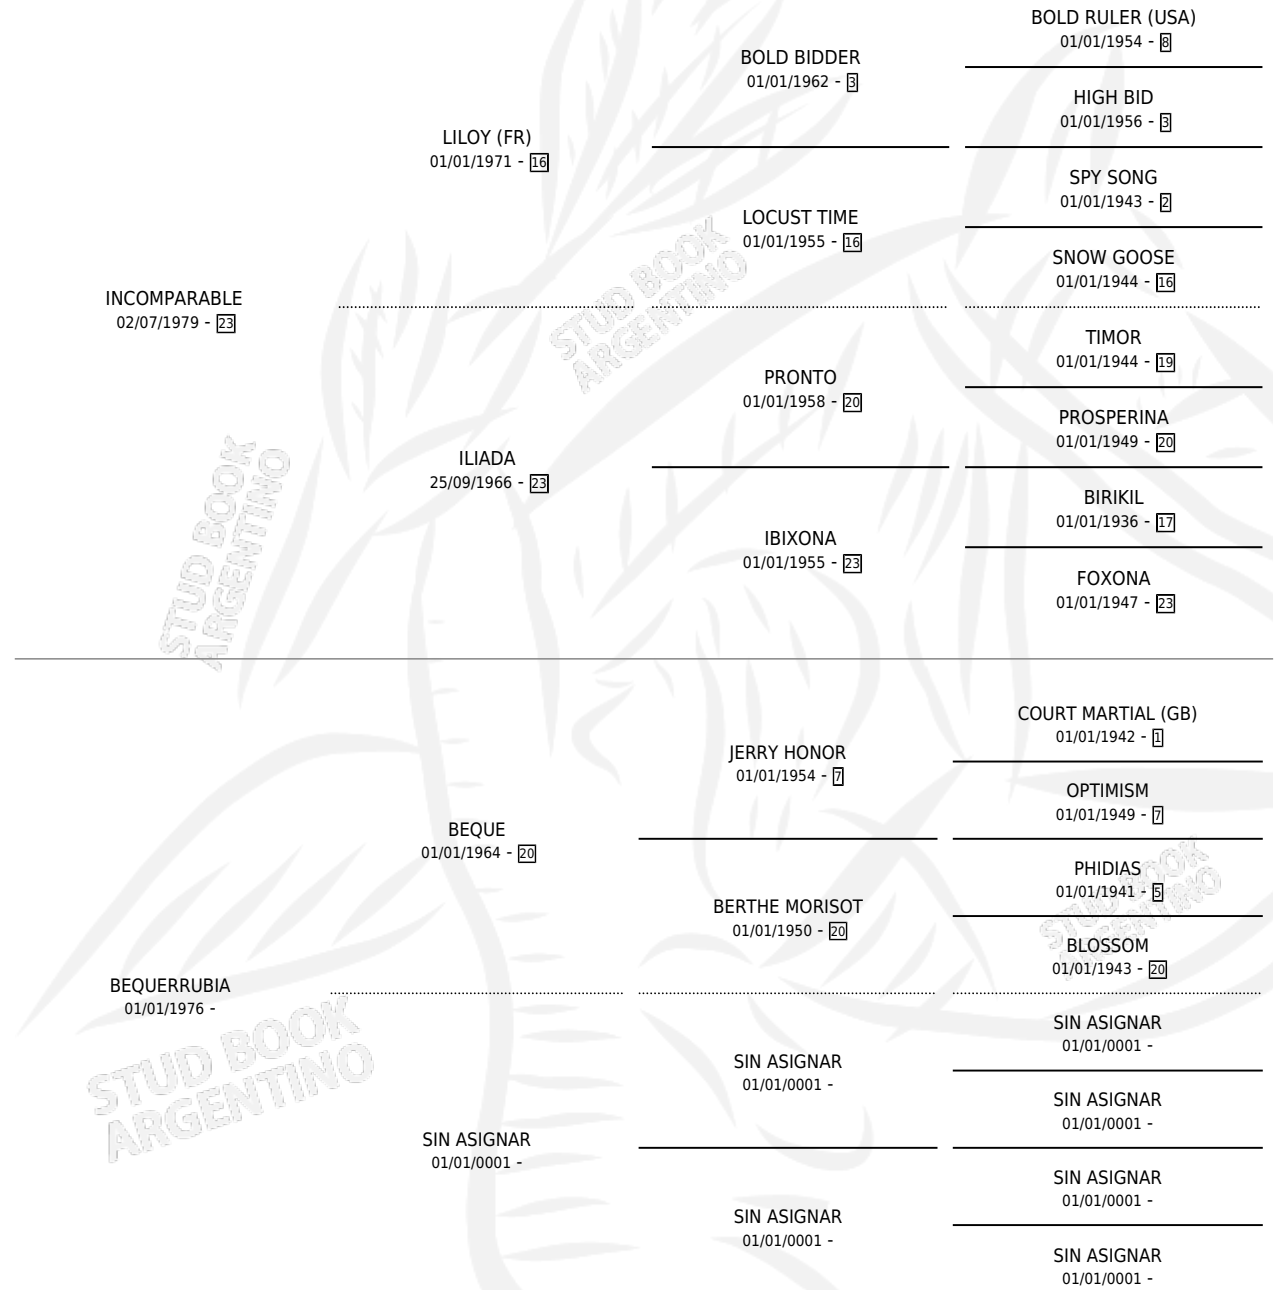 BOLD RULER (USA)
01/01/1954 - 8
BOLD BIDDER
01/01/1962 - 3
HIGH BID
01/01/1956 - 3
LILOY (FR)
01/01/1971 - 16
SPY SONG
01/01/1943 - 2
LOCUST TIME
01/01/1955 - 16
SNOW GOOSE
01/01/1944 - 16
INCOMPARABLE
02/07/1979 - 23
STUD BOOK
ARGENTINO
TIMOR
01/01/1944 - 19
PRONTO
01/01/1958 - 20
PROSPERINA
01/01/1949 - 20
ILIADA
25/09/1966 - 23
BIRIKIL
01/01/1936 - 17
IBIXONA
01/01/1955 - 23
FOXONA
01/01/1947 - 23
STUD BOOK
ARGENTINO
COURT MARTIAL (GB)
01/01/1942 - 1
JERRY HONOR
01/01/1954 - 7
OPTIMISM
01/01/1949 - 7
BEQUE
01/01/1964 - 20
PHIDIAS
01/01/1941 - 5
BERTHE MORISOT
01/01/1950 - 20
BLOSSOM
01/01/1943 - 20
STUD BOOK
ARGENTINO
BEQUERRUBIA
01/01/1976 -
SIN ASIGNAR
01/01/0001 -
SIN ASIGNAR
01/01/0001 -
SIN ASIGNAR
01/01/0001 -
STUD BOOK
ARGENTINO
SIN ASIGNAR
01/01/0001 -
SIN ASIGNAR
01/01/0001 -
SIN ASIGNAR
01/01/0001 -
SIN ASIGNAR
01/01/0001 -